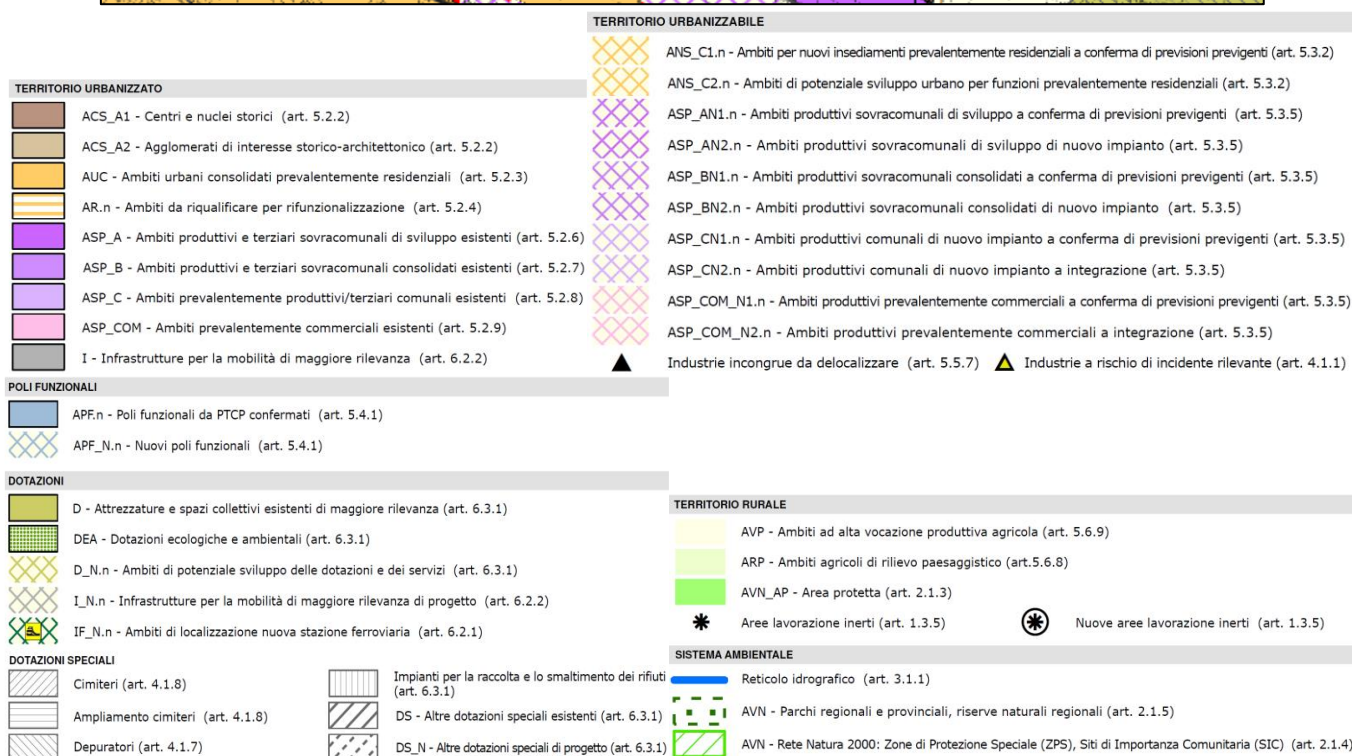 TERRITORIO URBANIZZATO
ACS_A1 - Centri e nuclei storici (art. 5.2.2)
ACS_A2 - Agglomerati di interesse storico-architettonico (art. 5.2.2)
AUC - Ambiti urbani consolidati prevalentemente residenziali (art. 5.2.3)
AR.n - Ambiti da riqualificare per rifunzionalizzazione (art. 5.2.4)
ASP_A - Ambiti produttivi e terziari sovracomunali di sviluppo esistenti (art. 5.2.6)
ASP_B - Ambiti produttivi e terziari sovracomunali consolidati esistenti (art. 5.2.7)
ASP_C - Ambiti prevalentemente produttivi/terziari comunali esistenti (art. 5.2.8)
ASP_COM - Ambiti prevalentemente commerciali esistenti (art. 5.2.9)
I - Infrastrutture per la mobilità di maggiore rilevanza (art. 6.2.2)
TERRITORIO URBANIZZABILE
ANS_C1.n - Ambiti per nuovi insediamenti prevalentemente residenziali a conferma di previsioni previgenti (art. 5.3.2)
ANS_C2.n - Ambiti di potenziale sviluppo urbano per funzioni prevalentemente residenziali (art. 5.3.2)
ASP_AN1.n - Ambiti produttivi sovracomunali di sviluppo a conferma di previsioni previgenti (art. 5.3.5)
ASP_AN2.n - Ambiti produttivi sovracomunali di sviluppo di nuovo impianto (art. 5.3.5)
ASP_BN1.n - Ambiti produttivi sovracomunali consolidati a conferma di previsioni previgenti (art. 5.3.5)
ASP_BN2.n - Ambiti produttivi sovracomunali consolidati di nuovo impianto (art. 5.3.5)
ASP_CN1.n - Ambiti produttivi comunali di nuovo impianto a conferma di previsioni previgenti (art. 5.3.5)
ASP_CN2.n - Ambiti produttivi comunali di nuovo impianto a integrazione (art. 5.3.5)
ASP_COM_N1.n - Ambiti produttivi prevalentemente commerciali a conferma di previsioni previgenti (art. 5.3.5)
ASP_COM_N2.n - Ambiti produttivi prevalentemente commerciali a integrazione (art. 5.3.5)
Industrie incongrue da delocalizzare (art. 5.5.7) Industrie a rischio di incidente rilevante (art. 4.1.1)
POLI FUNZIONALI
APF.n - Poli funzionali da PTCP confermati (art. 5.4.1)
APF_N.n - Nuovi poli funzionali (art. 5.4.1)
DOTAZIONI
D - Attrezzature e spazi collettivi esistenti di maggiore rilevanza (art. 6.3.1)
DEA - Dotazioni ecologiche e ambientali (art. 6.3.1)
D_N.n - Ambiti di potenziale sviluppo delle dotazioni e dei servizi (art. 6.3.1)
I_N.n - Infrastrutture per la mobilità di maggiore rilevanza di progetto (art. 6.2.2)
IF_N.n - Ambiti di localizzazione nuova stazione ferroviaria (art. 6.2.1)
DOTAZIONI SPECIALI
Cimiteri (art. 4.1.8)
Ampliamento cimiteri (art. 4.1.8)
Depuratori (art. 4.1.7)
Impianti per la raccolta e lo smaltimento dei rifiuti
(art. 6.3.1)
DS - Altre dotazioni speciali esistenti (art. 6.3.1)
DS_N - Altre dotazioni speciali di progetto (art. 6.3.1)
TERRITORIO RURALE
AVP - Ambiti ad alta vocazione produttiva agricola (art. 5.6.9)
ARP - Ambiti agricoli di rilievo paesaggistico (art.5.6.8)
AVN_AP - Area protetta (art. 2.1.3)
Aree lavorazione inerti (art. 1.3.5) Nuove aree lavorazione inerti (art. 1.3.5)
SISTEMA AMBIENTALE
Reticolo idrografico (art. 3.1.1)
AVN - Parchi regionali e provinciali, riserve naturali regionali (art. 2.1.5)
AVN - Rete Natura 2000: Zone di Protezione Speciale (ZPS), Siti di Importanza Comunitaria (SIC) (art. 2.1.4)